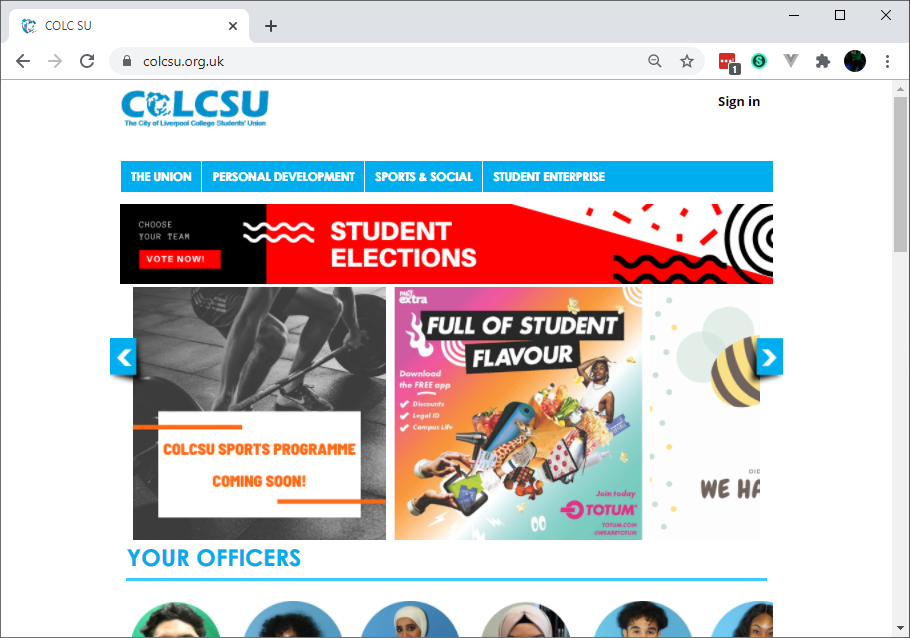 COLC SU
colcsu.org.uk
1
COLCSU
The City of Liverpool College Students' Union
Sign in
THE UNION
PERSONAL DEVELOPMENT
SPORTS & SOCIAL
STUDENT ENTERPRISE
CHOOSE
YOUR TEAM
VOTE NOW!
STUDENT
ELECTIONS
COLCSU SPORTS PROGRAMME
COMING SOON!
extra
FULL OF STUDENT
FLAVOUR
Download
the FREE app
Discounts
Legal ID
Campus Life
Join today
TOTUM
TOTUM.COM
@WEARETOTUM
DID
WE HA
YOUR OFFICERS